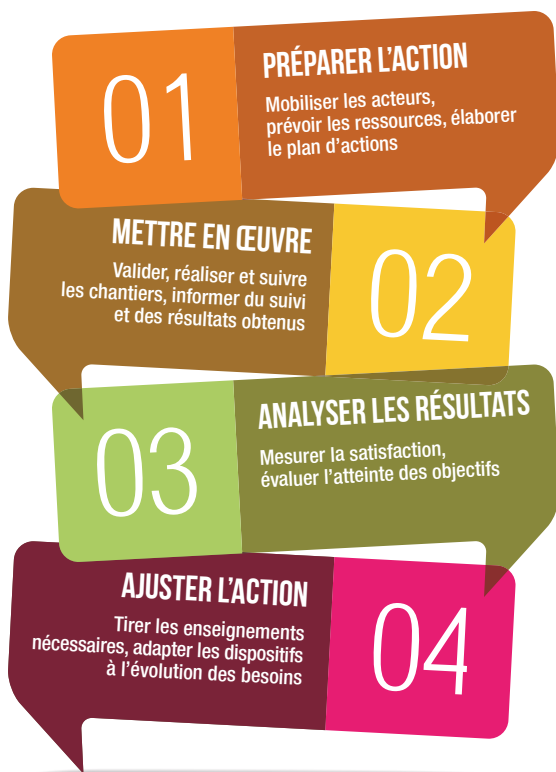 01
PRÉPARER L'ACTION
Mobiliser les acteurs,
prévoir les ressources, élaborer
le plan d'actions
METTRE EN ŒUVRE
Valider, réaliser et suivre
les chantiers, informer du suivi
et des résultats obtenus
02
03
ANALYSER LES RÉSULTATS
Mesurer la satisfaction,
évaluer l'atteinte des objectifs
AJUSTER L'ACTION
Tirer les enseignements
nécessaires, adapter les dispositifs
à l'évolution des besoins
04